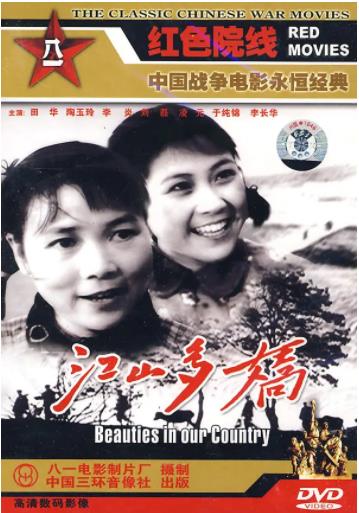 THE CLASSIC CHINESE WAR MOVIES
八一
红色院线 RED MOVIES
中国战争电影永恒经典
主演：田 华 陶玉玲 李 炎 刘 磊 凌 元 于纯锦 李长华
江山多娇
Beauties in our Country
八一电影制片厂 摄制
中国三环音像社 出版
高清数码影像
DVD
VIDEO